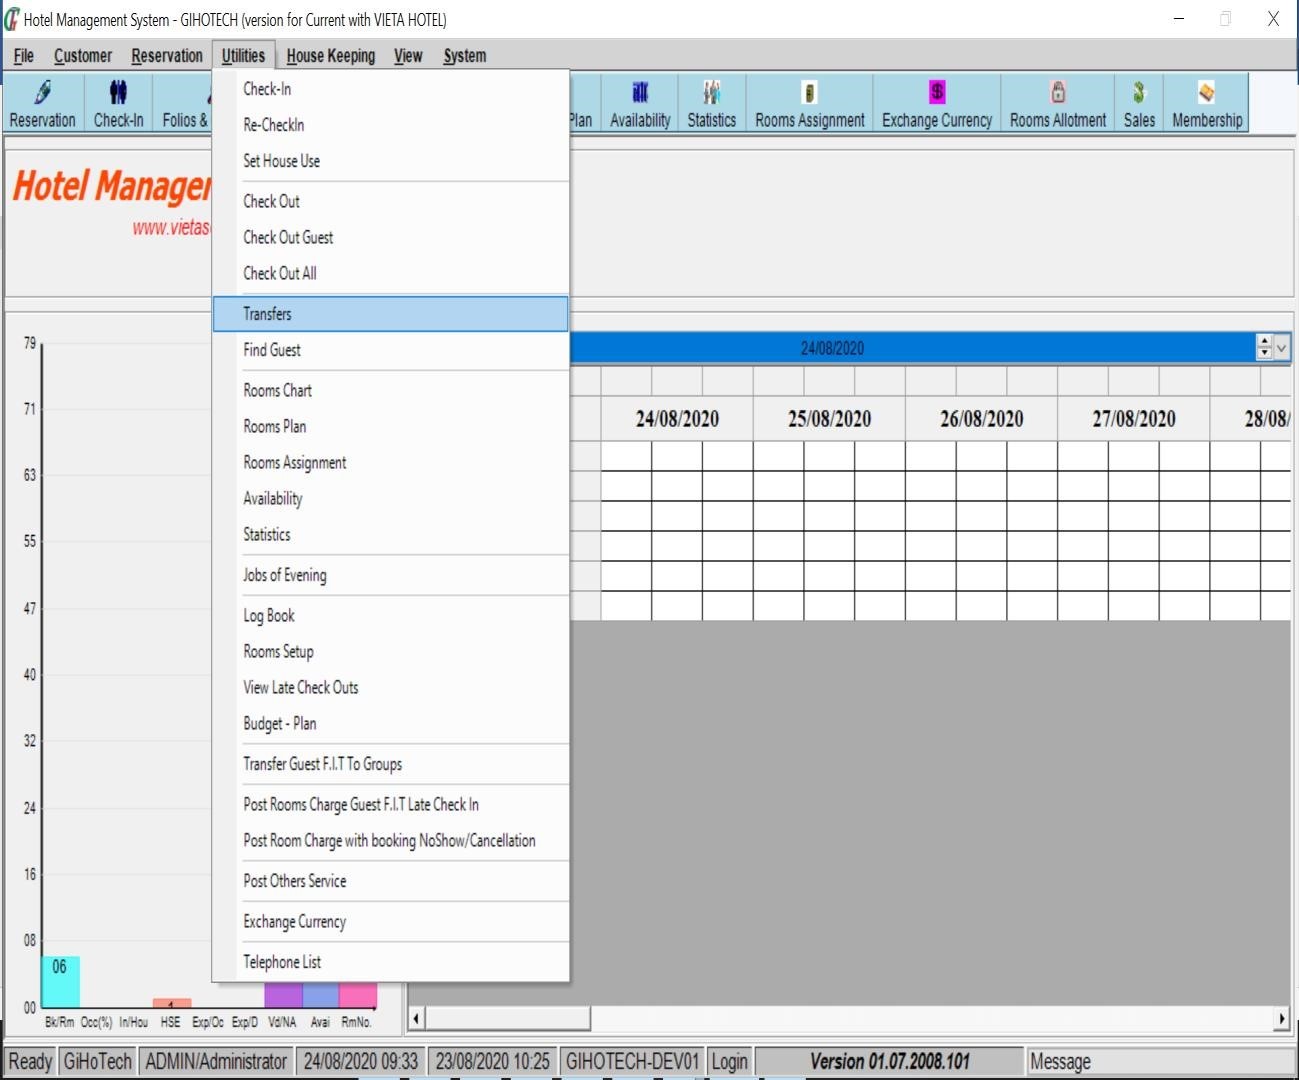 Hotel Management System - GIHOTECH (version for Current with VIETA HOTEL)
File Customer Reservation Utilities House Keeping View System
Reservation Check-In Folios & Plan Availability Statistics Rooms Assignment Exchange Currency Rooms Allotment Sales Membership
Hotel Manager
www.vietas
Check-In
Re-CheckIn
Set House Use
Check Out
Check Out Guest
Check Out All
Transfers
Find Guest
Rooms Chart
Rooms Plan
Rooms Assignment
Availability
Statistics
Jobs of Evening
Log Book
Rooms Setup
View Late Check Outs
Budget - Plan
Transfer Guest F.I.T To Groups
Post Rooms Charge Guest F.I.T Late Check In
Post Room Charge with booking NoShow/Cancellation
Post Others Service
Exchange Currency
Telephone List
24/08/2020
24/08/2020 25/08/2020 26/08/2020 27/08/2020 28/08/
79
71
63
55
47
40
32
24
16
08
00
06
1
Bk/Rm Occ(%) In/Hou HSE Exp/Oc Exp/D Vd/NA Avai RmNo.
Ready GiHoTech ADMIN/Administrator 24/08/2020 09:33 23/08/2020 10:25 GIHOTECH-DEV01 Login Version 01.07.2008.101 Message